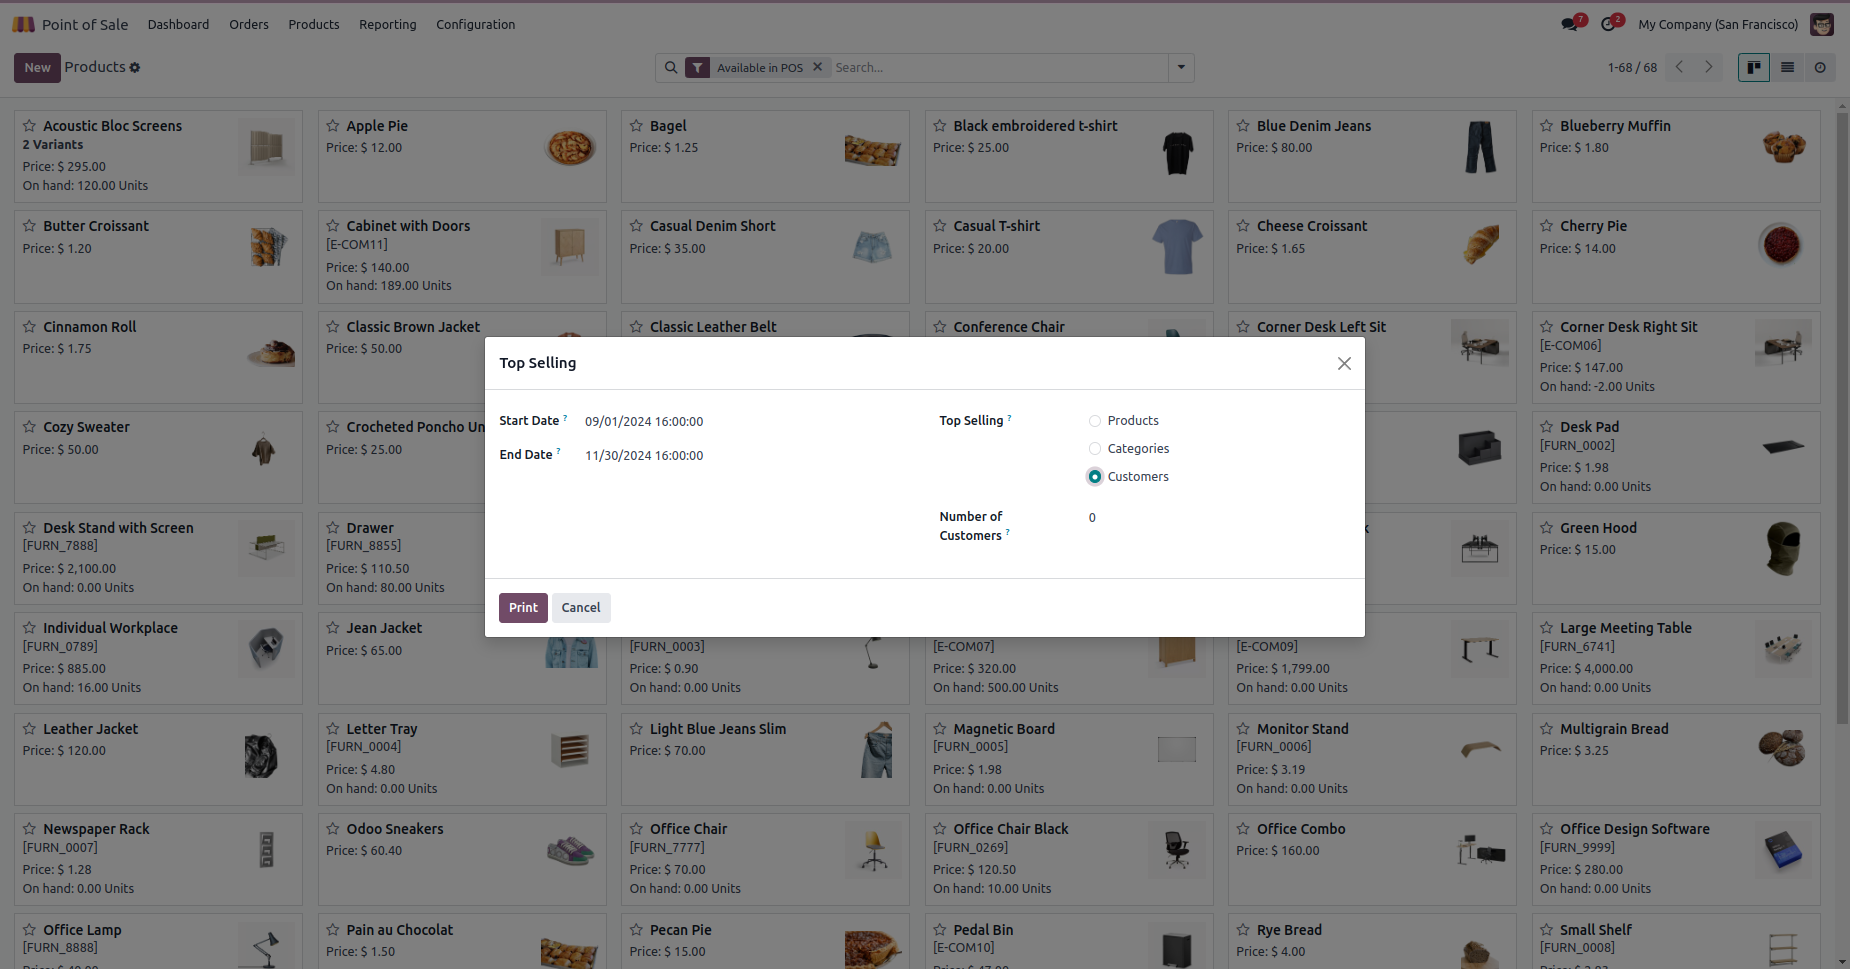 Point of Sale Dashboard Orders Products Reporting Configuration 7 2 My Company (San Francisco)
New Products Available in POS Search... 1-68 / 68
Acoustic Bloc Screens
2 Variants
Price: $ 295.00
On hand: 120.00 Units
Apple Pie
Price: $ 12.00
Bagel
Price: $ 1.25
Black embroidered t-shirt
Price: $ 25.00
Blue Denim Jeans
Price: $ 80.00
Blueberry Muffin
Price: $ 1.80
Butter Croissant
Price: $ 1.20
Cabinet with Doors
[E-COM11]
Price: $ 140.00
On hand: 189.00 Units
Casual Denim Short
Price: $ 35.00
Casual T-shirt
Price: $ 20.00
Cheese Croissant
Price: $ 1.65
Cherry Pie
Price: $ 14.00
Cinnamon Roll
Price: $ 1.75
Classic Brown Jacket
Price: $ 50.00
Classic Leather Belt
Conference Chair
Corner Desk Left Sit
Corner Desk Right Sit
[E-COM06]
Price: $ 147.00
On hand: -2.00 Units
Top Selling
Start Date ? 09/01/2024 16:00:00
End Date ? 11/30/2024 16:00:00
Top Selling ?
Products
Categories
Customers
Number of
Customers ?
0
Print Cancel
Cozy Sweater
Price: $ 50.00
Crocheted Poncho Un
Price: $ 25.00
Desk Pad
[FURN_0002]
Price: $ 1.98
On hand: 0.00 Units
Desk Stand with Screen
[FURN_7888]
Price: $ 2,100.00
On hand: 0.00 Units
Drawer
[FURN_8855]
Price: $ 110.50
On hand: 80.00 Units
Green Hood
Price: $ 15.00
Individual Workplace
[FURN_0789]
Price: $ 885.00
On hand: 16.00 Units
Jean Jacket
Price: $ 65.00
[FURN_0003]
Price: $ 0.90
On hand: 0.00 Units
[E-COM07]
Price: $ 320.00
On hand: 500.00 Units
[E-COM09]
Price: $ 1,799.00
On hand: 0.00 Units
Large Meeting Table
[FURN_6741]
Price: $ 4,000.00
On hand: 0.00 Units
Leather Jacket
Price: $ 120.00
Letter Tray
[FURN_0004]
Price: $ 4.80
On hand: 0.00 Units
Light Blue Jeans Slim
Price: $ 70.00
Magnetic Board
[FURN_0005]
Price: $ 1.98
On hand: 0.00 Units
Monitor Stand
[FURN_0006]
Price: $ 3.19
On hand: 0.00 Units
Multigrain Bread
Price: $ 3.25
Newspaper Rack
[FURN_0007]
Price: $ 1.28
On hand: 0.00 Units
Odoo Sneakers
Price: $ 60.40
Office Chair
[FURN_7777]
Price: $ 70.00
On hand: 0.00 Units
Office Chair Black
[FURN_0269]
Price: $ 120.50
On hand: 10.00 Units
Office Combo
Price: $ 160.00
Office Design Software
[FURN_9999]
Price: $ 280.00
On hand: 0.00 Units
Office Lamp
[FURN_8888]
Pain au Chocolat
Price: $ 1.50
Pecan Pie
Price: $ 15.00
Pedal Bin
[E-COM10]
Rye Bread
Price: $ 4.00
Small Shelf
[FURN_0008]